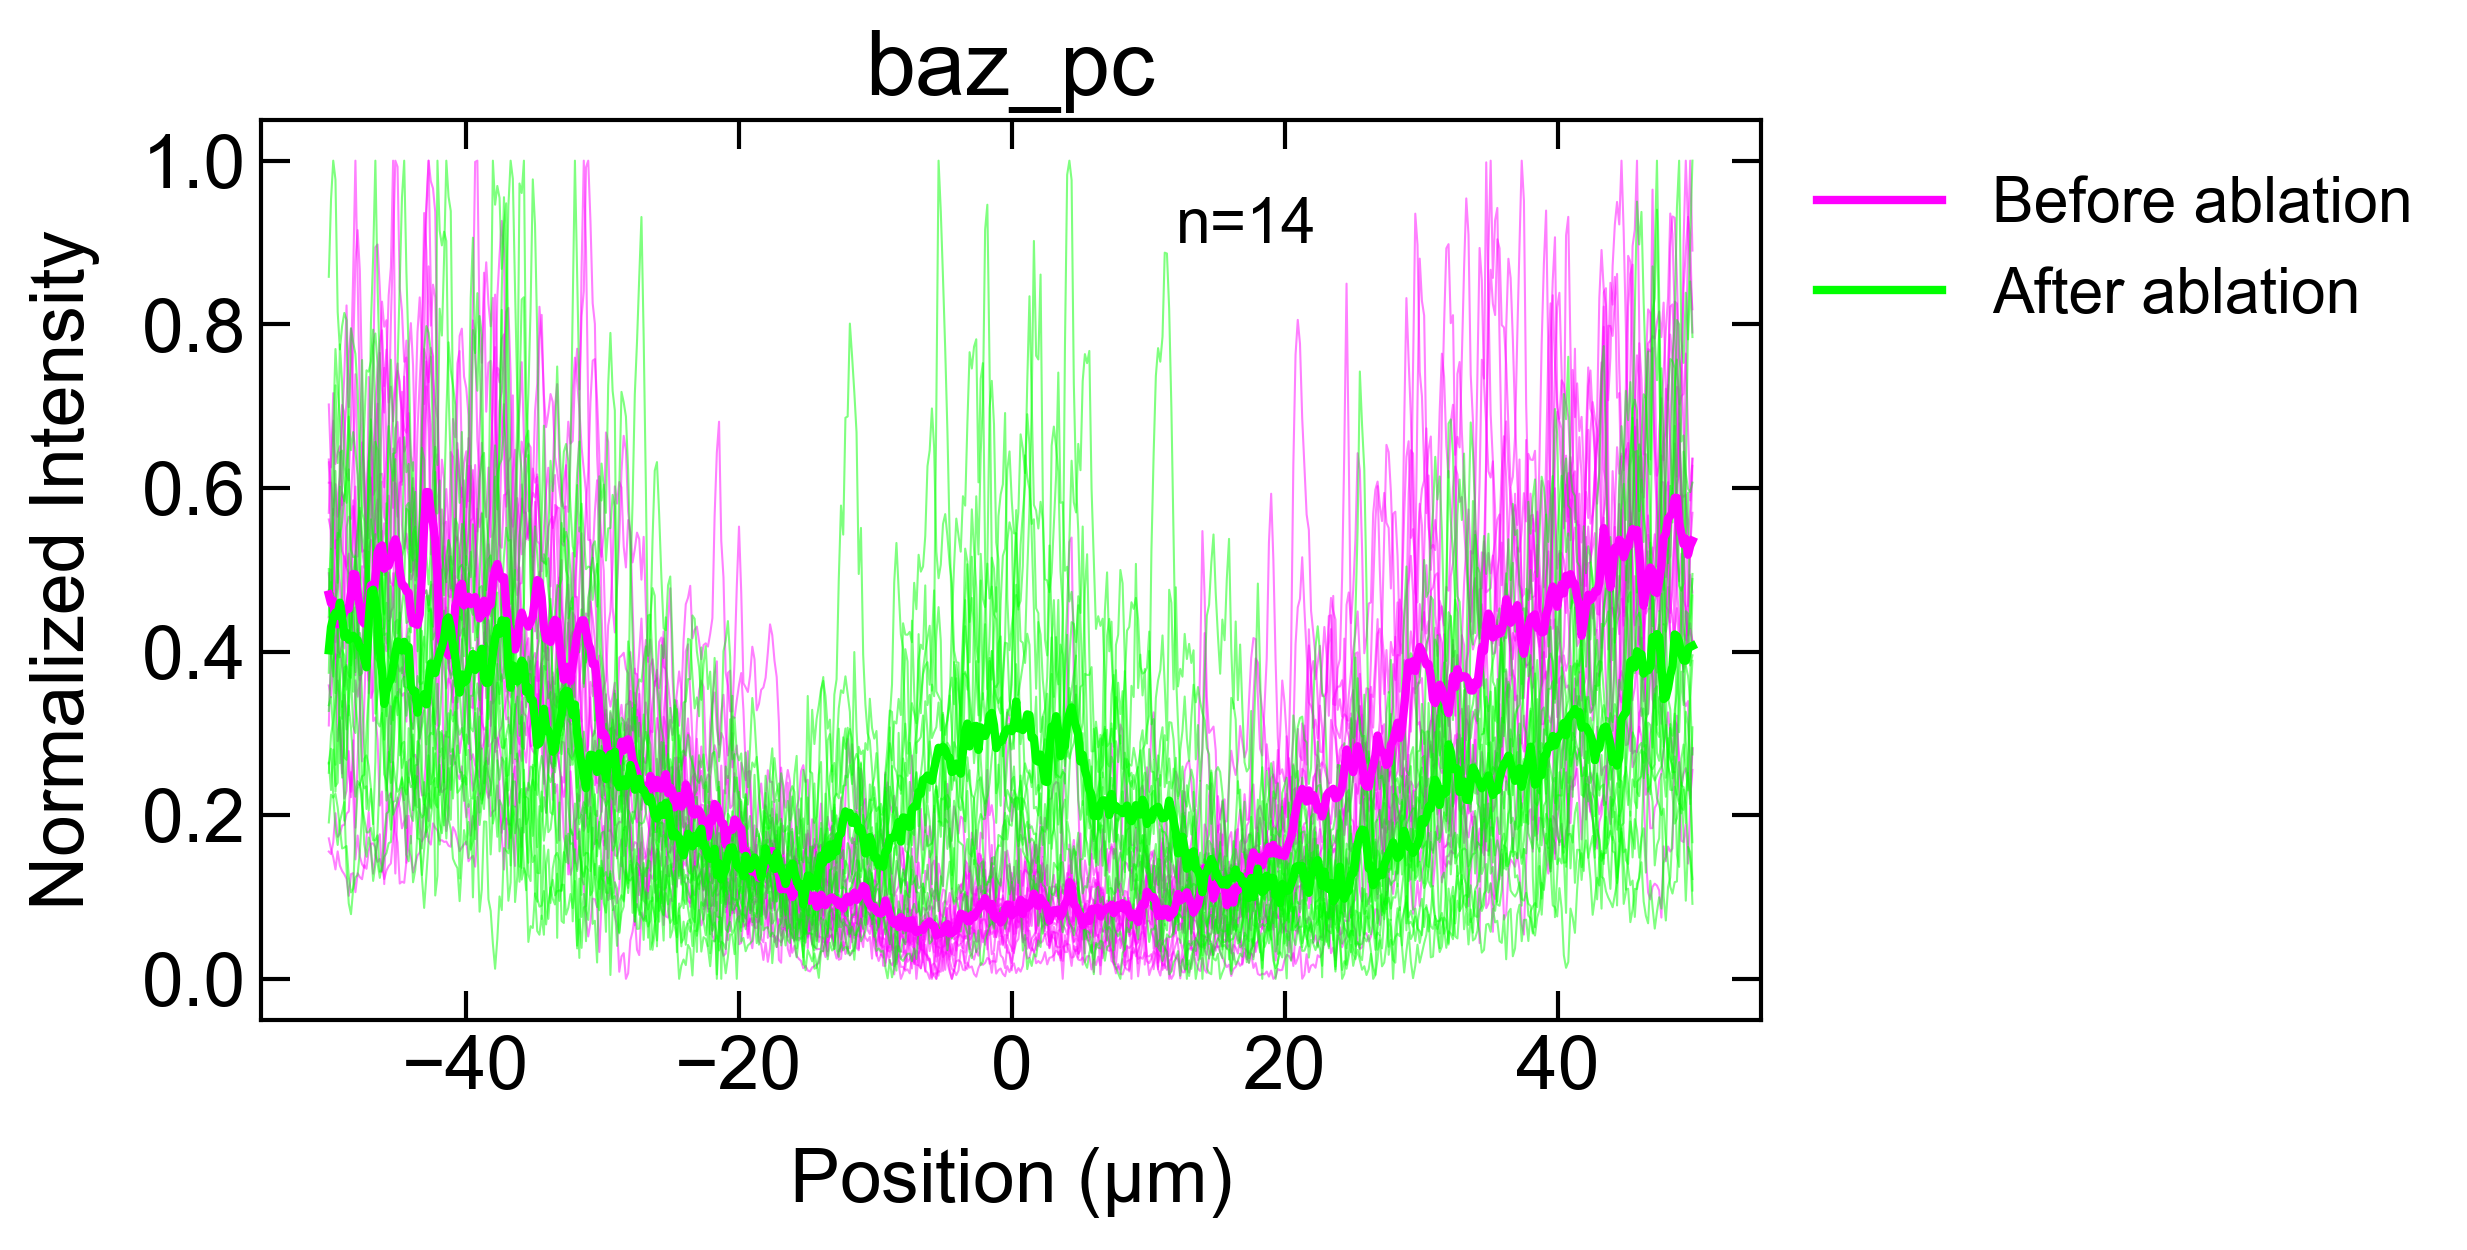 baz_pc
Normalized Intensity
1.0
0.8
0.6
0.4
0.2
0.0
n=14
Before ablation
After ablation
−40
−20
0
20
40
Position (µm)